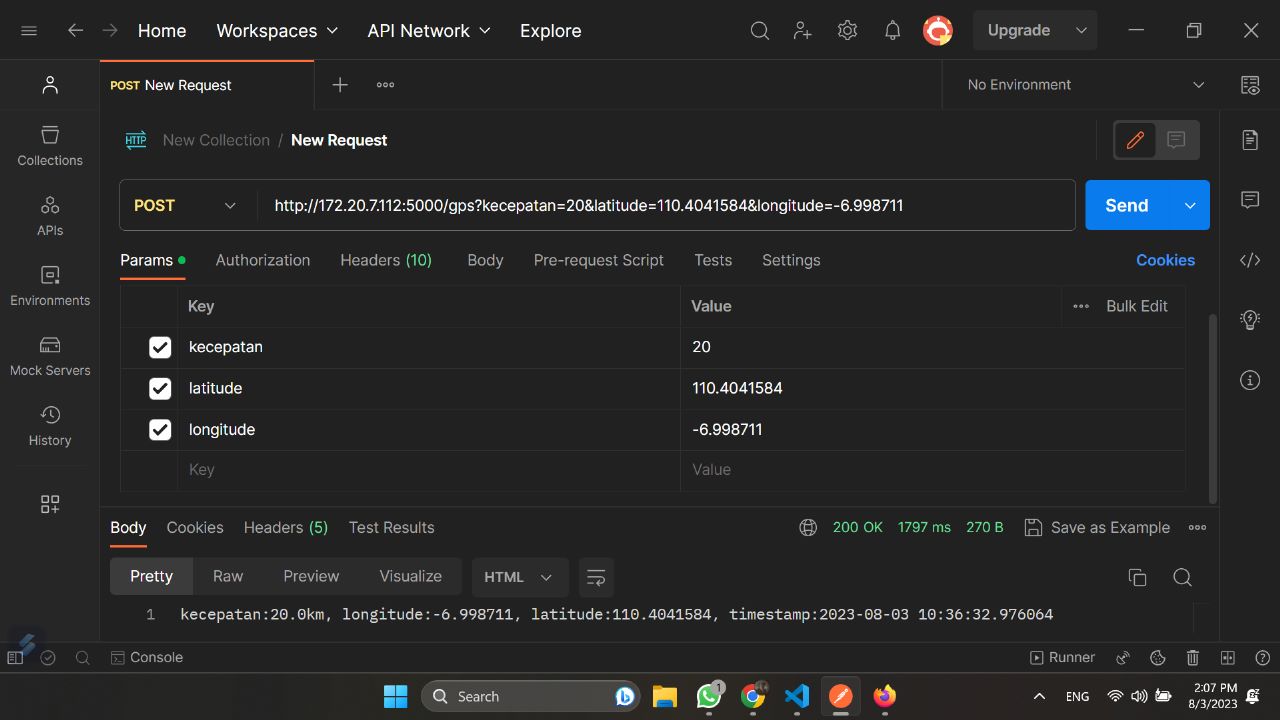 Home Workspaces API Network Explore Upgrade
POST New Request No Environment
HTTP New Collection / New Request
Collections
POST http://172.20.7.112:5000/gps?kecepatan=20&latitude=110.4041584&longitude=-6.998711 Send
APIs
Params Authorization Headers (10) Body Pre-request Script Tests Settings Cookies
Environments
Key Value Bulk Edit
kecepatan 20
Mock Servers
latitude 110.4041584
longitude -6.998711
History
Key Value
Body Cookies Headers (5) Test Results 200 OK 1797 ms 270 B Save as Example
Pretty Raw Preview Visualize HTML
1 kecepatan:20.0km, longitude:-6.998711, latitude:110.4041584, timestamp:2023-08-03 10:36:32.976064
Console Runner
Search 1 ENG 2:07 PM
8/3/2023